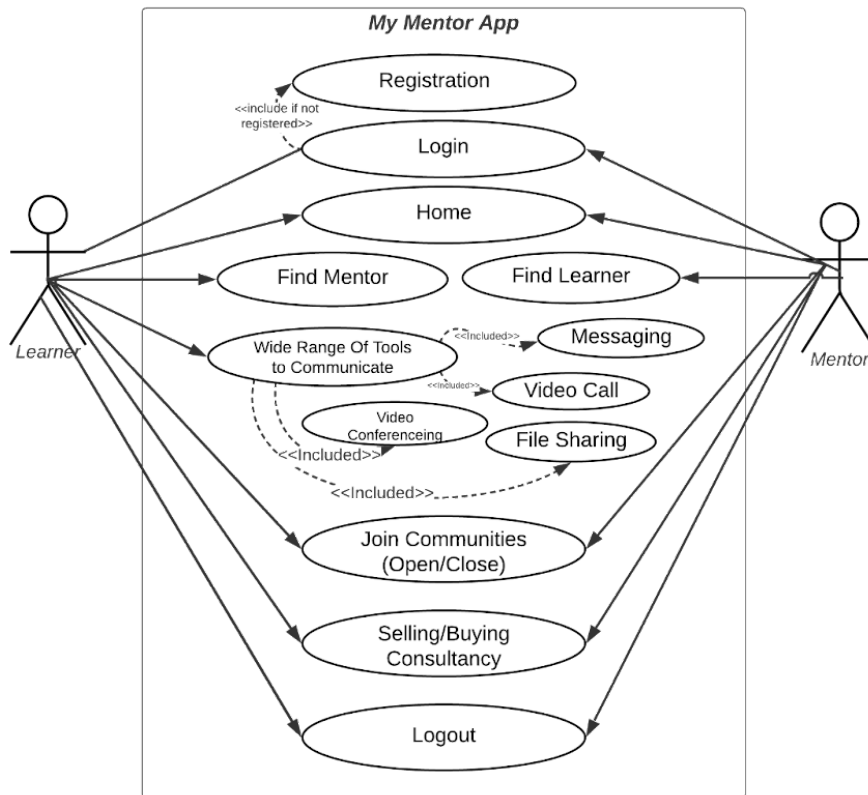 My Mentor App
Registration
<<include if not
registered>>
Login
Home
Find Mentor
Find Learner
Learner
Mentor
Wide Range Of Tools
to Communicate
<<Included>>
Messaging
<<Included>>
Video Call
Video
Conferenceing
<<Included>>
File Sharing
<<Included>>
Join Communities
(Open/Close)
Selling/Buying
Consultancy
Logout